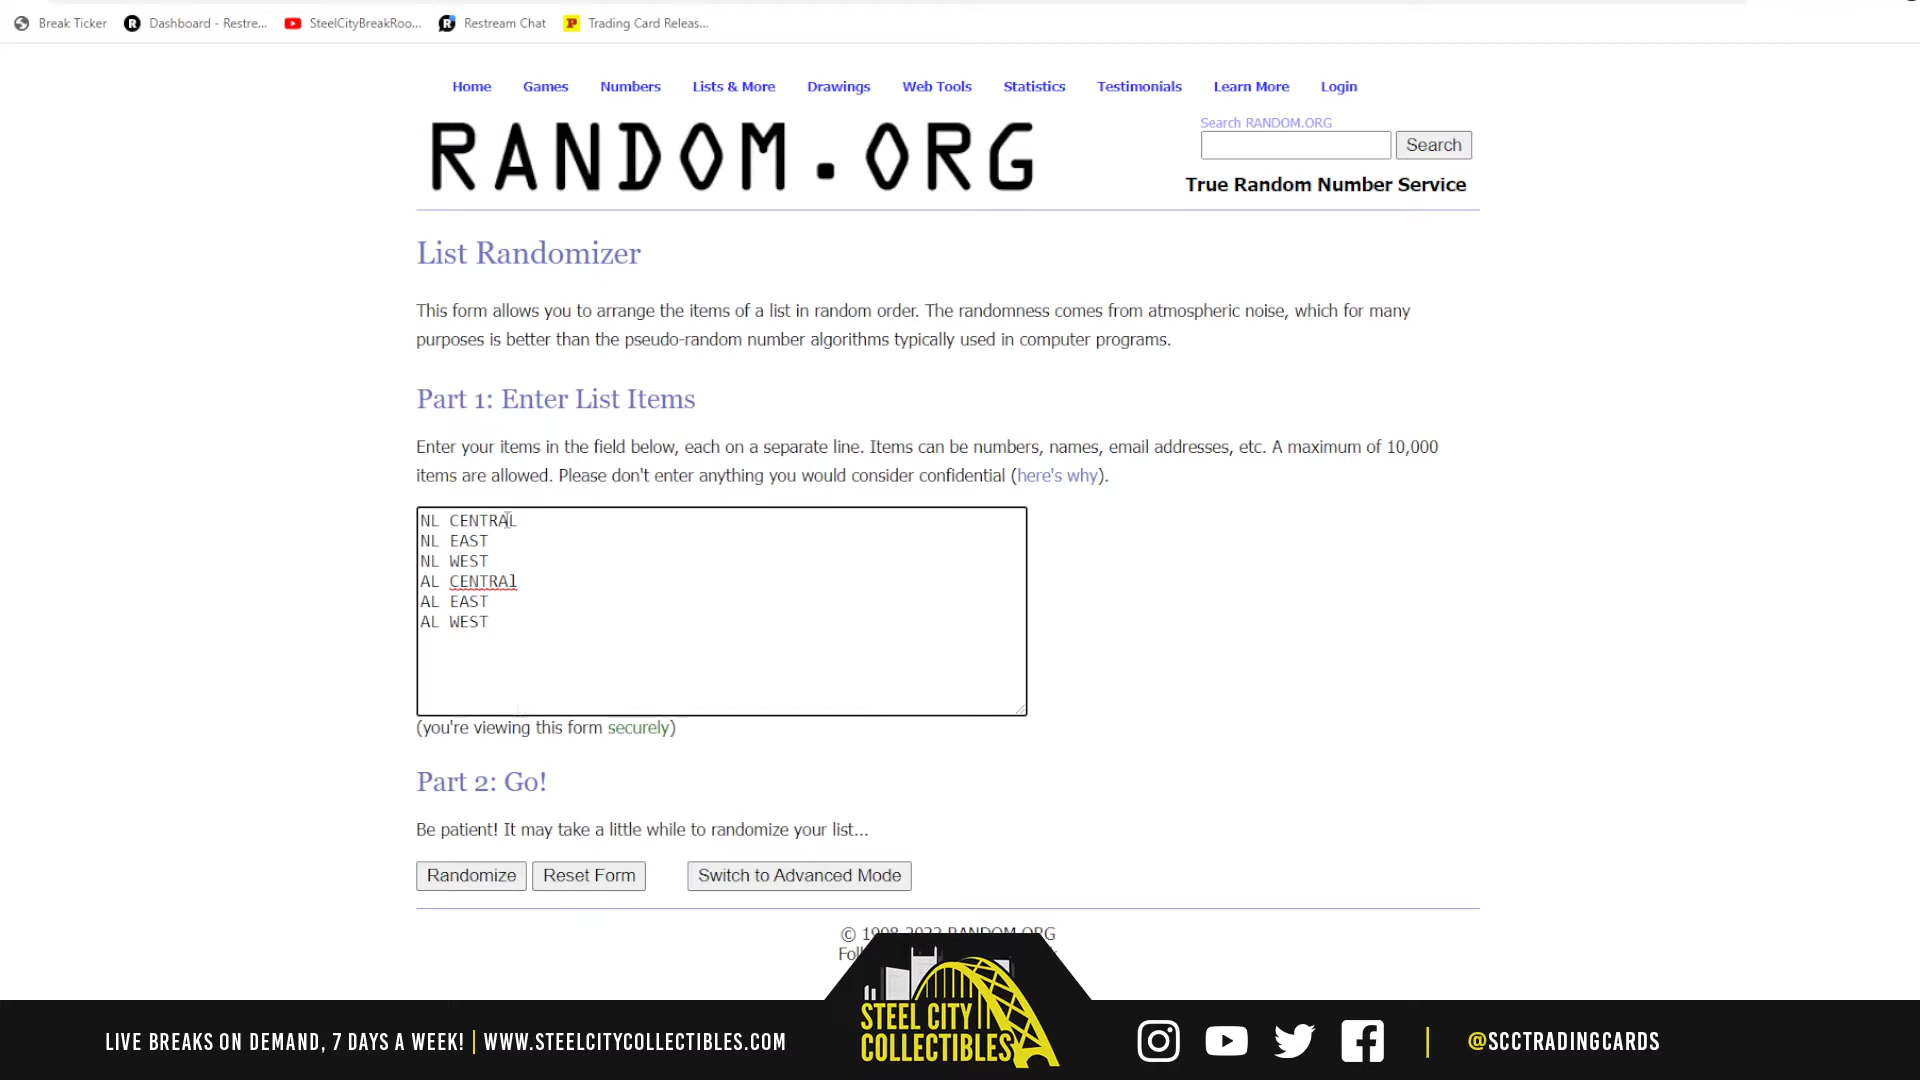 Break Ticker Dashboard - Restre... SteelCityBreakRoo... Restream Chat Trading Card Releas...
Home Games Numbers Lists & More Drawings Web Tools Statistics Testimonials Learn More Login
RANDOM.ORG
Search RANDOM.ORG
Search
True Random Number Service
List Randomizer
This form allows you to arrange the items of a list in random order. The randomness comes from atmospheric noise, which for many
purposes is better than the pseudo-random number algorithms typically used in computer programs.
Part 1: Enter List Items
Enter your items in the field below, each on a separate line. Items can be numbers, names, email addresses, etc. A maximum of 10,000
items are allowed. Please don't enter anything you would consider confidential (here's why).
NL CENTRAL
NL EAST
NL WEST
AL CENTRAl
AL EAST
AL WEST
(you're viewing this form securely)
Part 2: Go!
Be patient! It may take a little while to randomize your list...
Randomize Reset Form Switch to Advanced Mode
© 1998-2022 RANDOM.ORG
STEEL CITY
COLLECTIBLES
LIVE BREAKS ON DEMAND, 7 DAYS A WEEK! | WWW.STEELCITYCOLLECTIBLES.COM
| @SCCTRADINGCARDS